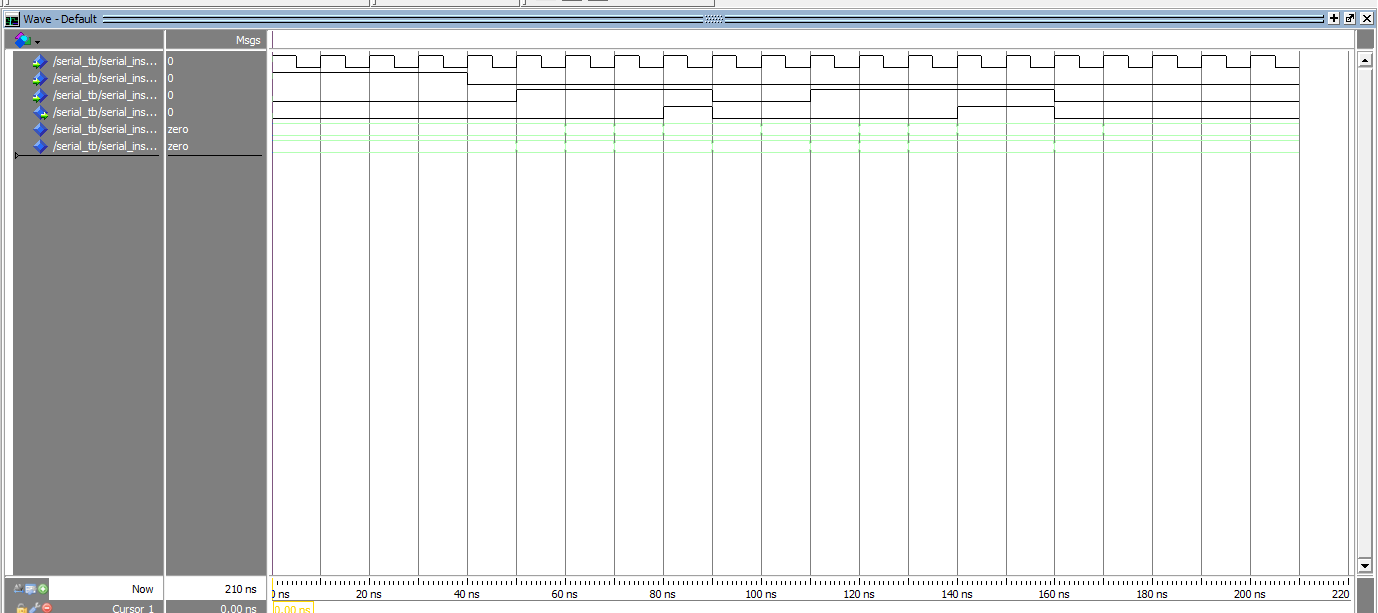 Wave - Default
Msgs
/serial_tb/serial_ins... 0
/serial_tb/serial_ins... 0
/serial_tb/serial_ins... 0
/serial_tb/serial_ins... 0
/serial_tb/serial_ins... zero
/serial_tb/serial_ins... zero
Now 210 ns 0 ns 20 ns 40 ns 60 ns 80 ns 100 ns 120 ns 140 ns 160 ns 180 ns 200 ns 220
Cursor 1 0.00 ns 0.00 ns